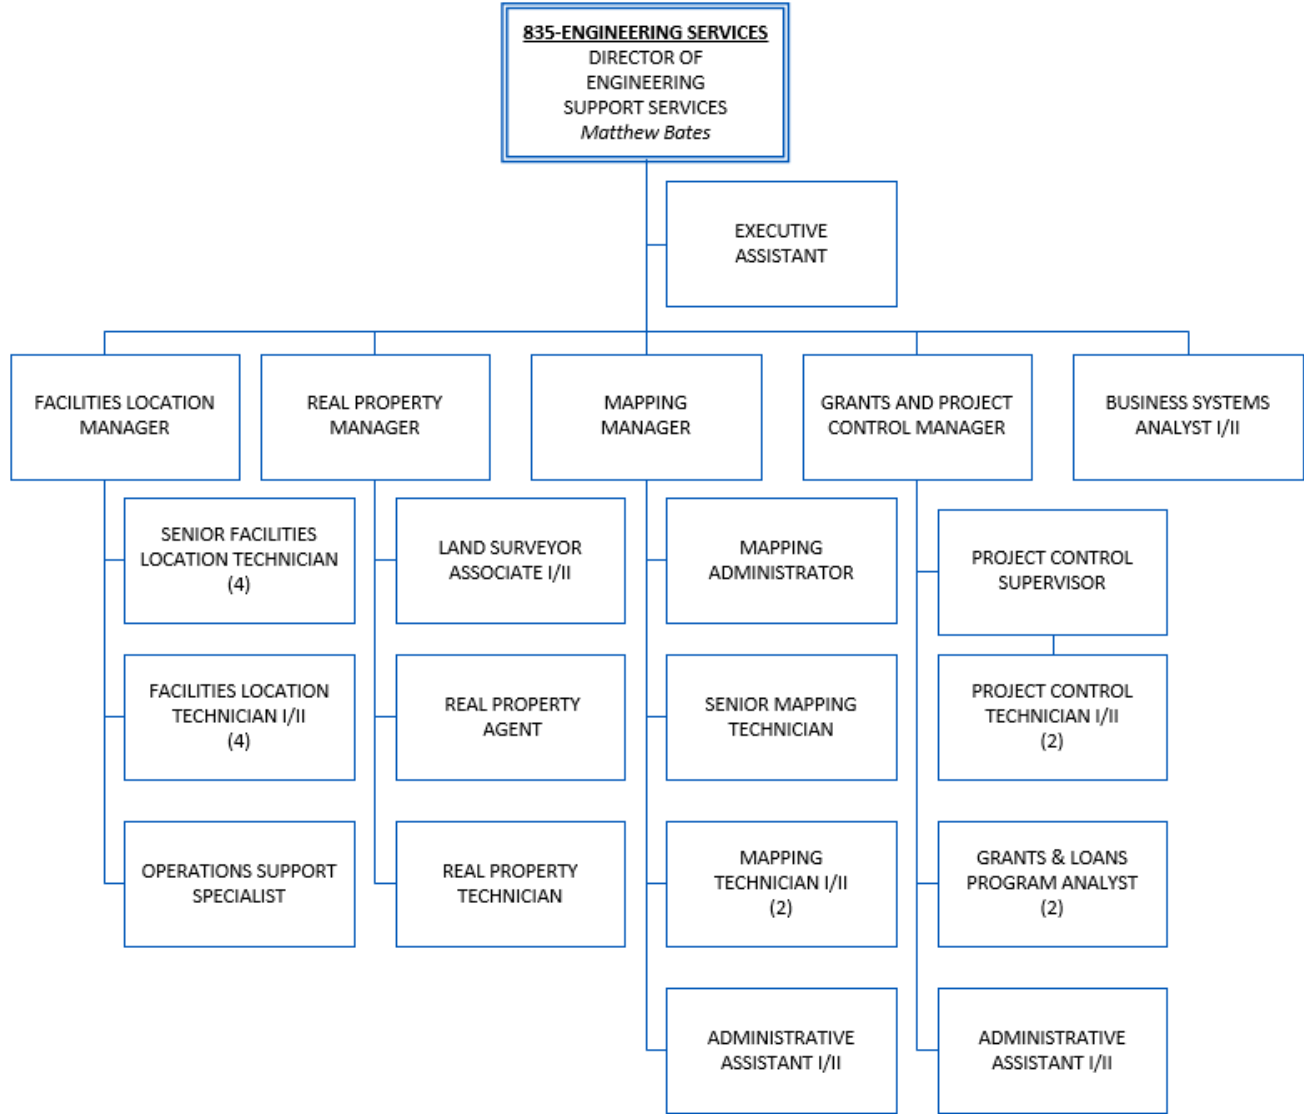 835-ENGINEERING SERVICES
DIRECTOR OF
ENGINEERING
SUPPORT SERVICES
Matthew Bates
EXECUTIVE
ASSISTANT
FACILITIES LOCATION
MANAGER
REAL PROPERTY
MANAGER
MAPPING
MANAGER
GRANTS AND PROJECT
CONTROL MANAGER
BUSINESS SYSTEMS
ANALYST I/II
SENIOR FACILITIES
LOCATION TECHNICIAN
(4)
LAND SURVEYOR
ASSOCIATE I/II
MAPPING
ADMINISTRATOR
PROJECT CONTROL
SUPERVISOR
FACILITIES LOCATION
TECHNICIAN I/II
(4)
REAL PROPERTY
AGENT
SENIOR MAPPING
TECHNICIAN
PROJECT CONTROL
TECHNICIAN I/II
(2)
OPERATIONS SUPPORT
SPECIALIST
REAL PROPERTY
TECHNICIAN
MAPPING
TECHNICIAN I/II
(2)
GRANTS & LOANS
PROGRAM ANALYST
(2)
ADMINISTRATIVE
ASSISTANT I/II
ADMINISTRATIVE
ASSISTANT I/II